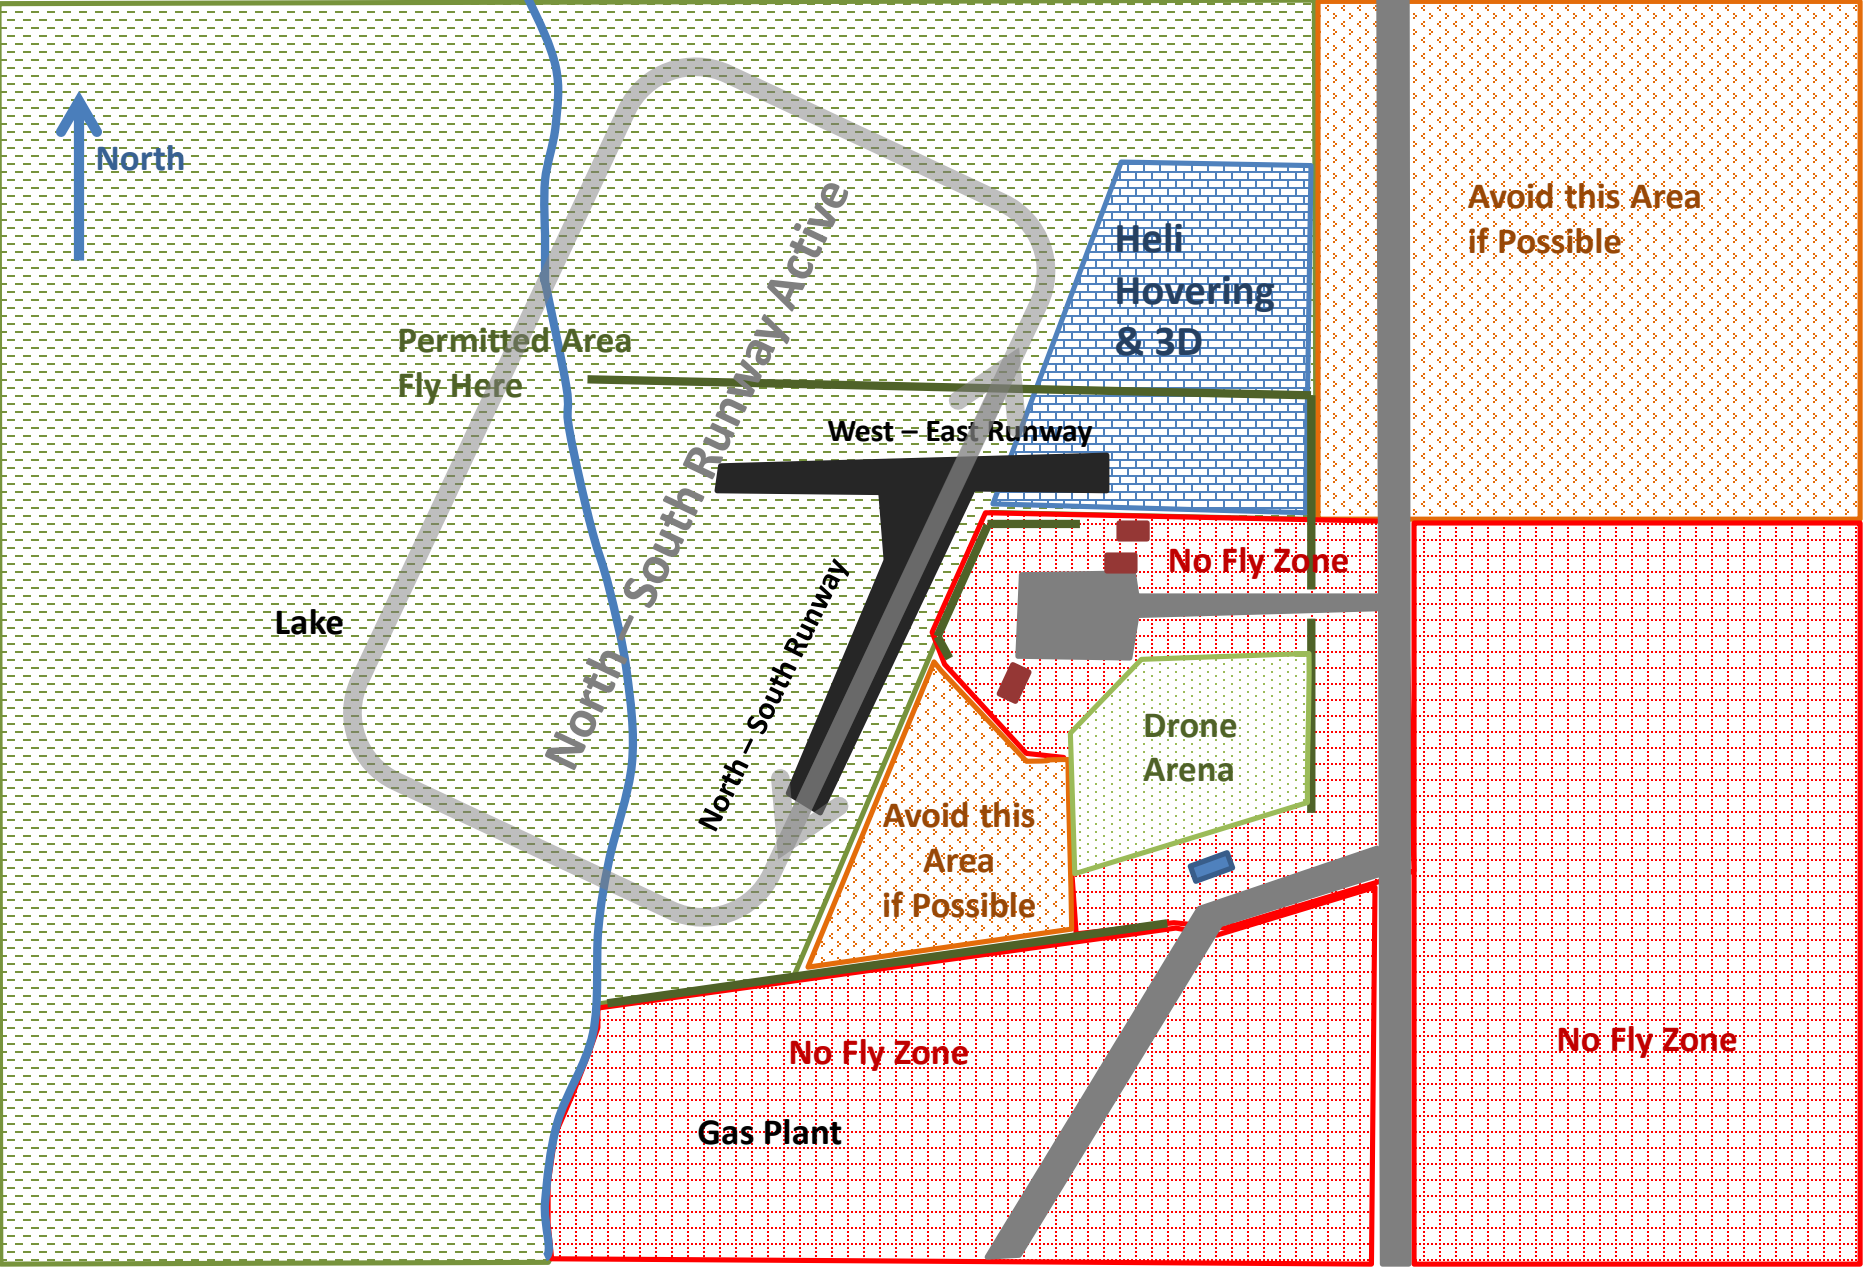 North
Avoid this Area
if Possible
Heli
Hovering
& 3D
Permitted Area
Fly Here
North – South Runway Active
West – East Runway
No Fly Zone
Lake
North – South Runway
Drone
Arena
Avoid this
Area
if Possible
No Fly Zone
No Fly Zone
Gas Plant